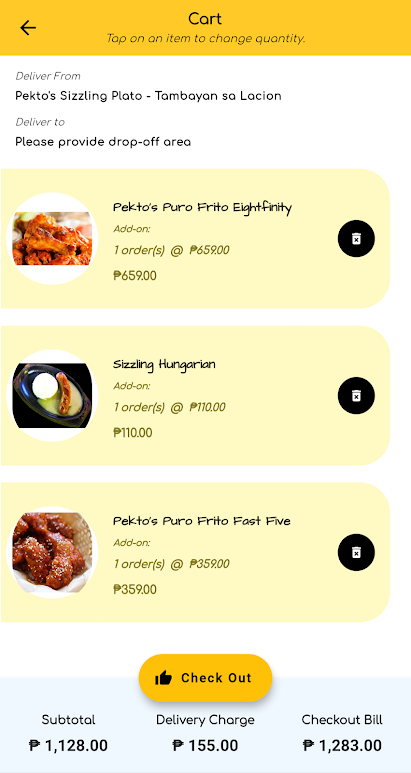 Cart
Tap on an item to change quantity.
Deliver From
Pekto's Sizzling Plato - Tambayan sa Lacion
Deliver to
Please provide drop-off area
Pekto's Puro Frito Eightfinity
Add-on:
1 order(s) @ ₱659.00
₱659.00
Sizzling Hungarian
Add-on:
1 order(s) @ ₱110.00
₱110.00
Pekto's Puro Frito Fast Five
Add-on:
1 order(s) @ ₱359.00
₱359.00
Check Out
Subtotal Delivery Charge Checkout Bill
₱ 1,128.00 ₱ 155.00 ₱ 1,283.00